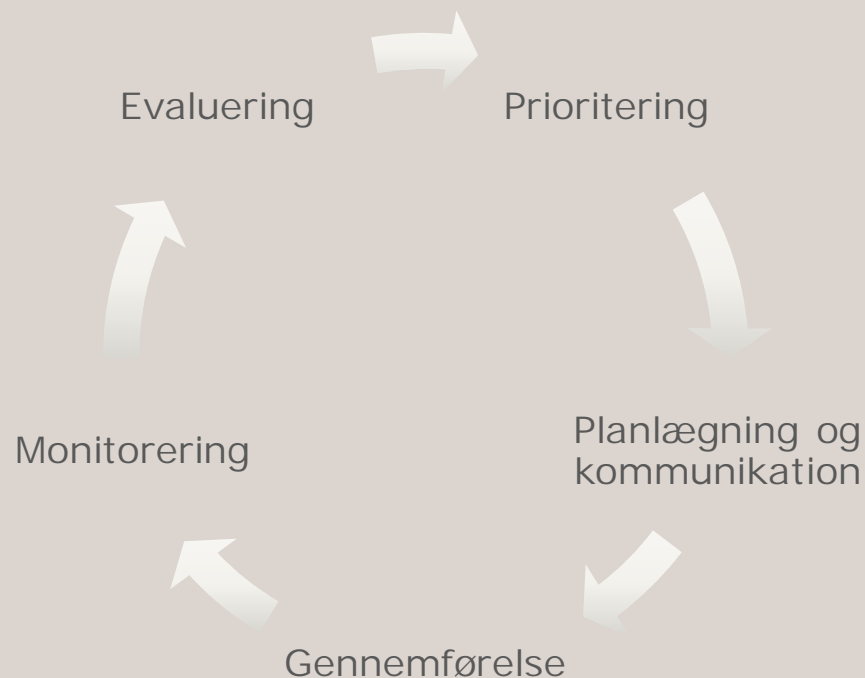 Evaluering
Prioritering
Planlægning og
kommunikation
Monitorering
Gennemførelse